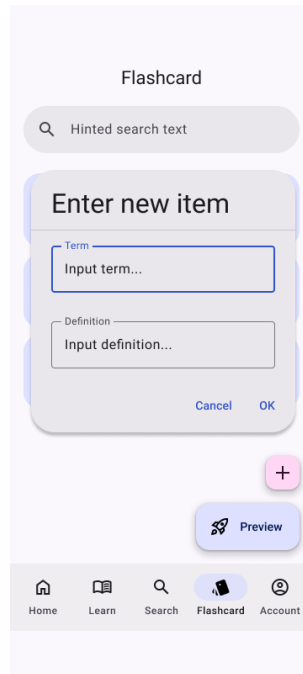 Flashcard
Hinted search text
Enter new item
Term
Input term...
Definition
Input definition...
Cancel OK
Preview
Home Learn Search Flashcard Account